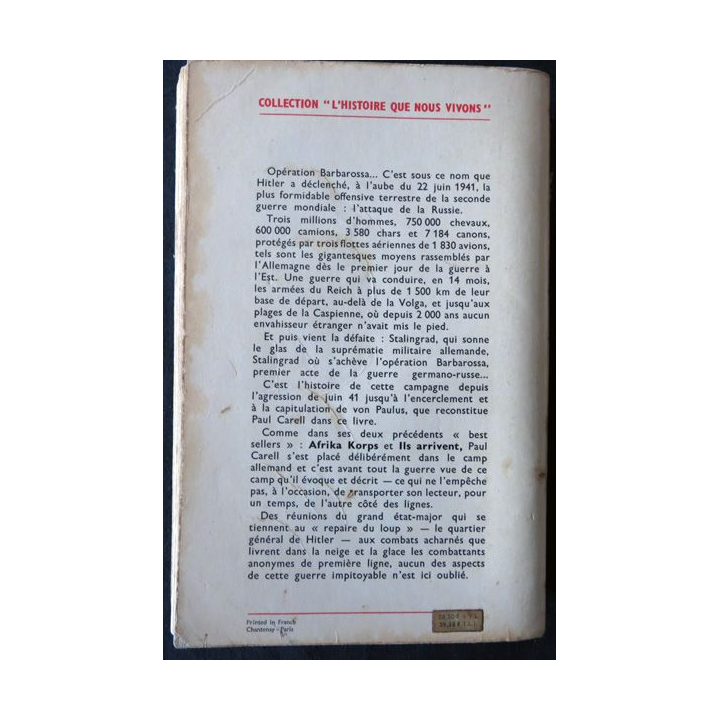 COLLECTION "L'HISTOIRE QUE NOUS VIVONS"
Opération Barbarossa... C'est sous ce nom que
Hitler a déclenché, à l'aube du 22 juin 1941, la
plus formidable offensive terrestre de la seconde
guerre mondiale : l'attaque de la Russie.
Trois millions d'hommes, 750 000 chevaux,
600 000 camions, 3 580 chars et 7 184 canons,
protégés par trois flottes aériennes de 1 830 avions,
tels sont les gigantesques moyens rassemblés par
l'Allemagne dès le premier jour de la guerre à
l'Est. Une guerre qui va conduire, en 14 mois,
les armées du Reich à plus de 1 500 km de leur
base de départ, au-delà de la Volga, et jusqu'aux
plages de la Caspienne, où depuis 2 000 ans aucun
envahisseur étranger n'avait mis le pied.
Et puis vient la défaite : Stalingrad, qui sonne
le glas de la suprématie militaire allemande,
Stalingrad où s'achève l'opération Barbarossa,
premier acte de la guerre germano-russe...
C'est l'histoire de cette campagne depuis
l'agression de juin 41 jusqu'à l'encerclement et
à la capitulation de von Paulus, que reconstitue
Paul Carell dans ce livre.
Comme dans ses deux précédents « best
sellers » : Afrika Korps et Ils arrivent, Paul
Carell s'est placé délibérément dans le camp
allemand et c'est avant tout la guerre vue de ce
camp qu'il évoque et décrit — ce qui ne l'empêche
pas, à l'occasion, de transporter son lecteur, pour
un temps, de l'autre côté des lignes.
Des réunions du grand état-major qui se
tiennent au « repaire du loup » — le quartier
général de Hitler — aux combats acharnés que
livrent dans la neige et la glace les combattants
anonymes de première ligne, aucun des aspects
de cette guerre impitoyable n'est ici oublié.
Printed in France
Chantenay - Paris